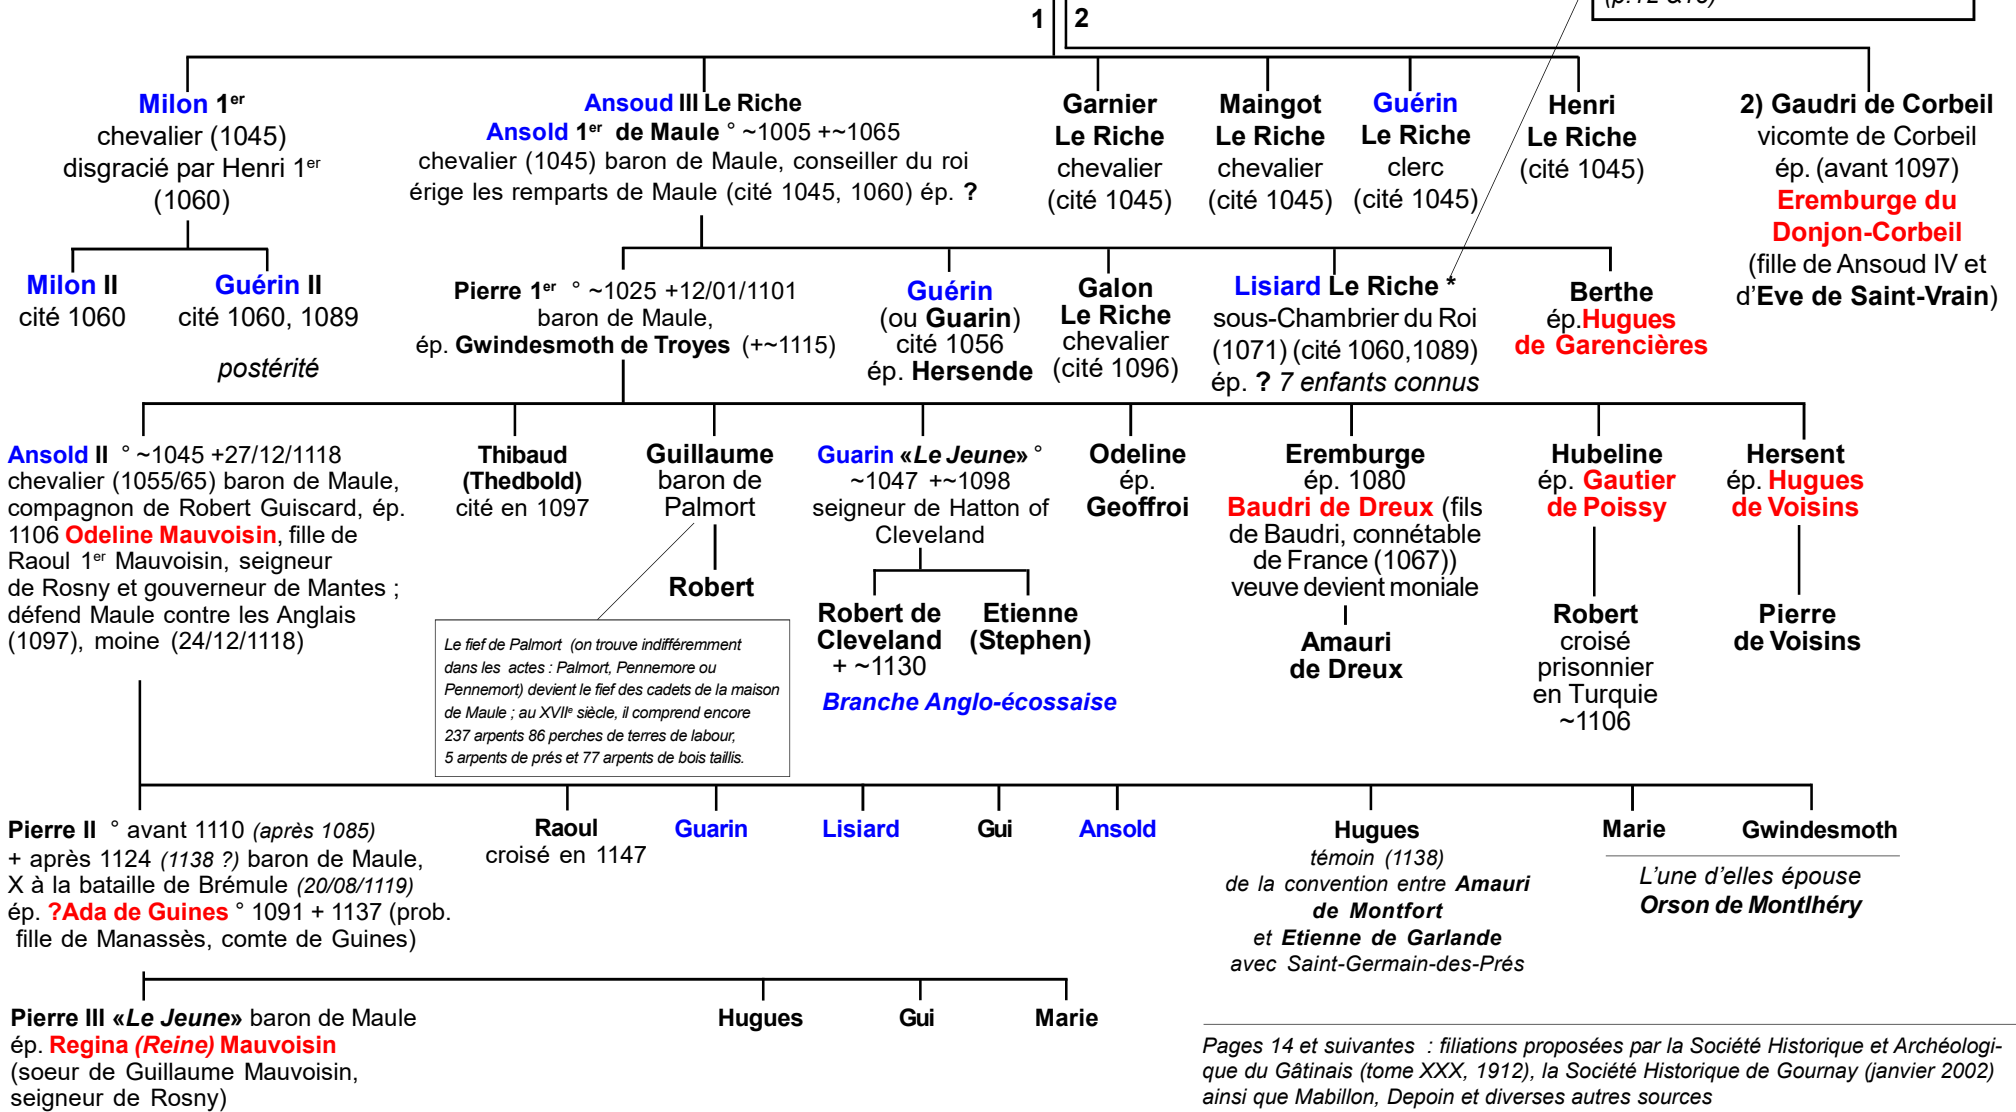 1
2
Milon 1er
chevalier (1045)
disgracié par Henri 1er
(1060)
Ansoud III Le Riche
Ansold 1er de Maule ° ~1005 +~1065
chevalier (1045) baron de Maule, conseiller du roi
érige les remparts de Maule (cité 1045, 1060) ép. ?
Garnier
Le Riche
chevalier
(cité 1045)
Maingot
Le Riche
chevalier
(cité 1045)
Guérin
Le Riche
clerc
(cité 1045)
Henri
Le Riche
(cité 1045)
2) Gaudri de Corbeil
vicomte de Corbeil
ép. (avant 1097)
Eremburge du
Donjon-Corbeil
(fille de Ansoud IV et
d'Eve de Saint-Vrain)
Milon II
cité 1060
Guérin II
cité 1060, 1089
postérité
Pierre 1er ° ~1025 +12/01/1101
baron de Maule,
ép. Gwindesmoth de Troyes (+~1115)
Guérin
(ou Guarin)
cité 1056
ép. Hersende
Galon
Le Riche
chevalier
(cité 1096)
Lisiard Le Riche *
sous-Chambrier du Roi
(1071) (cité 1060,1089)
ép. ? 7 enfants connus
Berthe
ép.Hugues
de Garencières
Ansold II ° ~1045 +27/12/1118
chevalier (1055/65) baron de Maule,
compagnon de Robert Guiscard, ép.
1106 Odeline Mauvoisin, fille de
Raoul 1er Mauvoisin, seigneur
de Rosny et gouverneur de Mantes ;
défend Maule contre les Anglais
(1097), moine (24/12/1118)
Thibaud
(Thedbold)
cité en 1097
Guillaume
baron de
Palmort
Robert
Guarin «Le Jeune» °
~1047 +~1098
seigneur de Hatton of
Cleveland
Robert de
Cleveland
+ ~1130
Etienne
(Stephen)
Branche Anglo-écossaise
Odeline
ép.
Geoffroi
Eremburge
ép. 1080
Baudri de Dreux (fils
de Baudri, connétable
de France (1067))
veuve devient moniale
Amauri
de Dreux
Hubeline
ép. Gautier
de Poissy
Robert
croisé
prisonnier
en Turquie
~1106
Hersent
ép. Hugues
de Voisins
Pierre
de Voisins
Le fief de Palmort (on trouve indifféremment
dans les actes : Palmort, Pennemore ou
Pennemort) devient le fief des cadets de la maison
de Maule ; au XVIIe siècle, il comprend encore
237 arpents 86 perches de terres de labour,
5 arpents de prés et 77 arpents de bois taillis.
Pierre II ° avant 1110 (après 1085)
+ après 1124 (1138 ?) baron de Maule,
X à la bataille de Brémule (20/08/1119)
ép. ?Ada de Guines ° 1091 + 1137 (prob.
fille de Manassès, comte de Guines)
Raoul
croisé en 1147
Guarin
Lisiard
Gui
Ansold
Hugues
témoin (1138)
de la convention entre Amauri
de Montfort
et Etienne de Garlande
avec Saint-Germain-des-Prés
Marie
Gwindesmoth
L'une d'elles épouse
Orson de Montlhéry
Pierre III «Le Jeune» baron de Maule
ép. Regina (Reine) Mauvoisin
(soeur de Guillaume Mauvoisin,
seigneur de Rosny)
Hugues
Gui
Marie
Pages 14 et suivantes : filiations proposées par la Société Historique et Archéologi-
que du Gâtinais (tome XXX, 1912), la Société Historique de Gournay (janvier 2002)
ainsi que Mabillon, Depoin et diverses autres sources